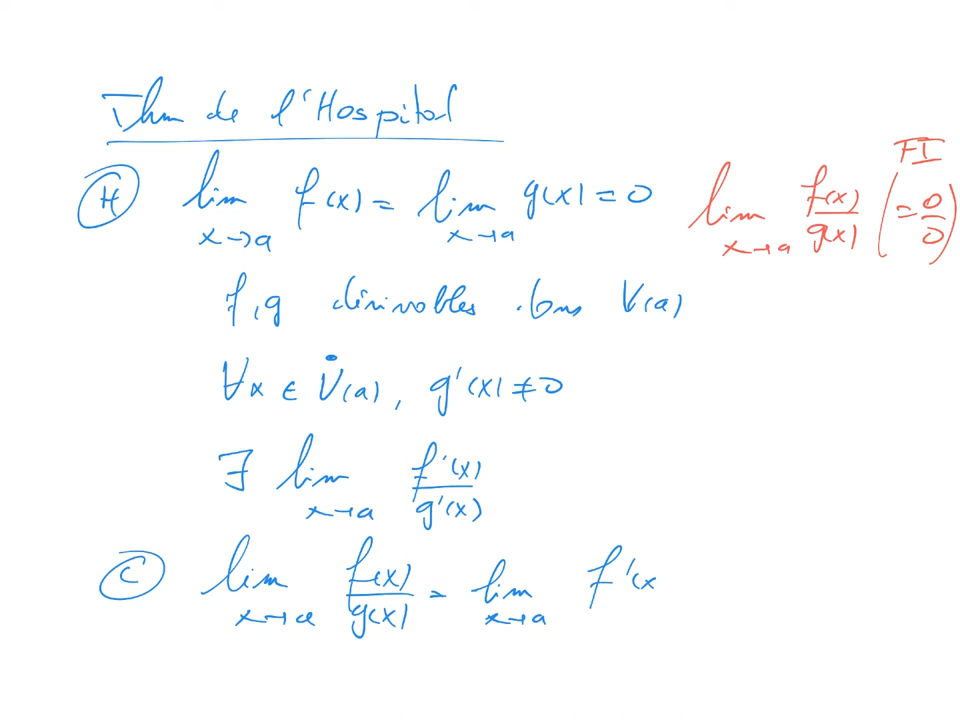 Thm de l'Hospital
(H) lim x→a f(x) = lim x→a g(x) = 0
lim x→a f(x)/g(x) (= 0/0) FI
f, g dérivables dans V(a)
∀x ∈ V̇(a), g'(x) ≠ 0
∃ lim x→a f'(x)/g'(x)
(C) lim x→a f(x)/g(x) = lim x→a f'(x